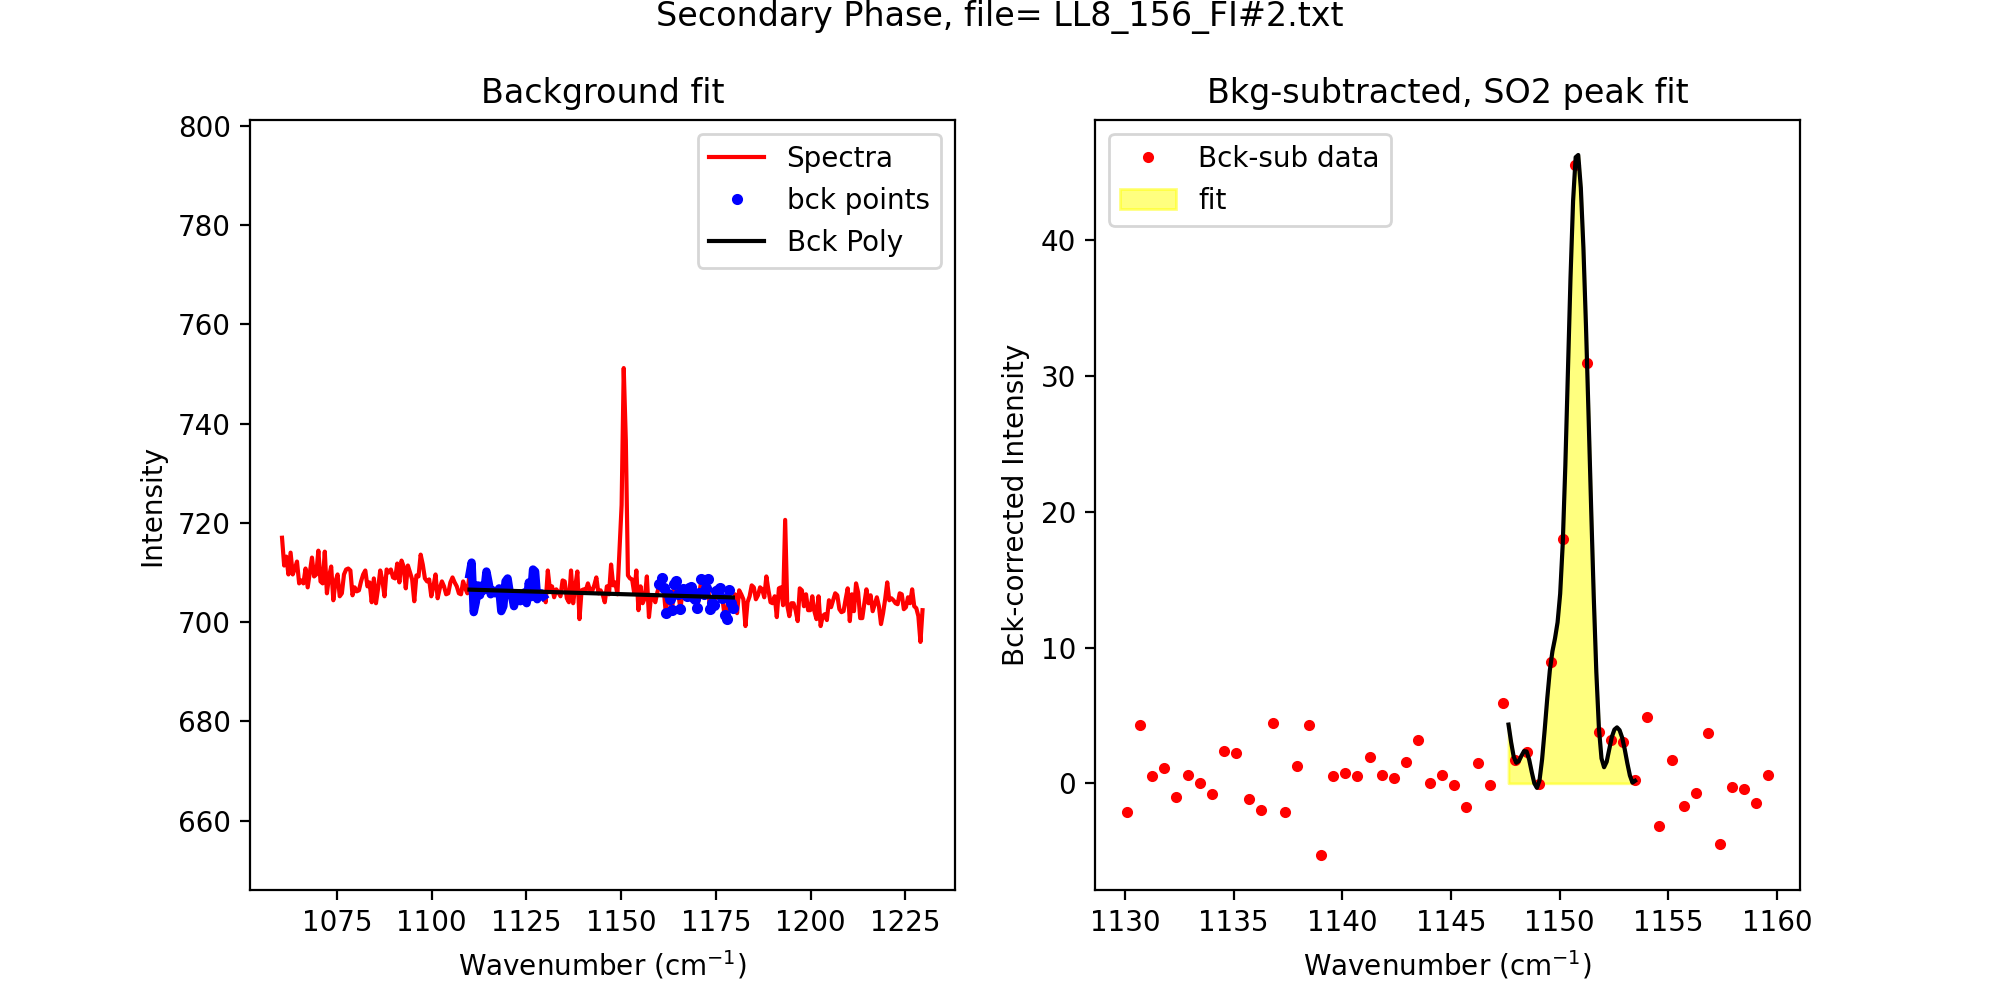 Secondary Phase, file= LL8_156_FI#2.txt
Background fit
800
780
760
740
720
700
680
660
Intensity
Spectra
bck points
Bck Poly
1075 1100 1125 1150 1175 1200 1225
Wavenumber (cm⁻¹)
Bkg-subtracted, SO2 peak fit
Bck-sub data
fit
40
30
20
10
0
Bck-corrected Intensity
1130 1135 1140 1145 1150 1155 1160
Wavenumber (cm⁻¹)